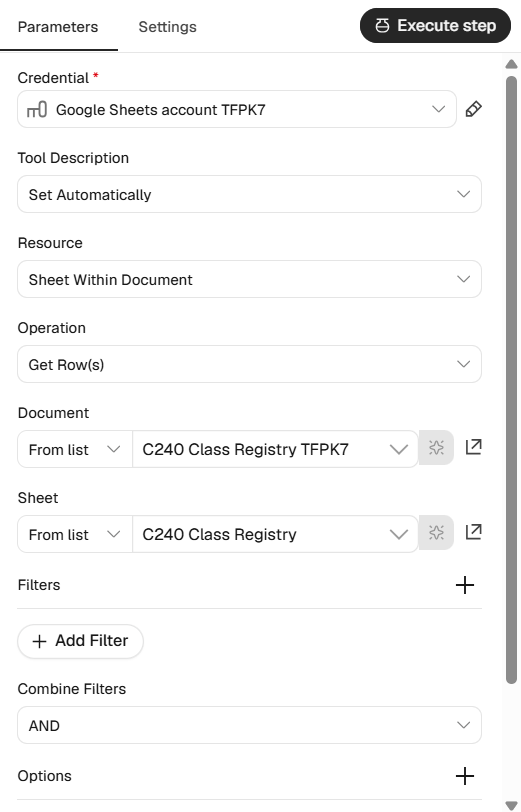 Parameters
Settings
Execute step
Credential *
Google Sheets account TFPK7
Tool Description
Set Automatically
Resource
Sheet Within Document
Operation
Get Row(s)
Document
From list
C240 Class Registry TFPK7
Sheet
From list
C240 Class Registry
Filters
Add Filter
Combine Filters
AND
Options